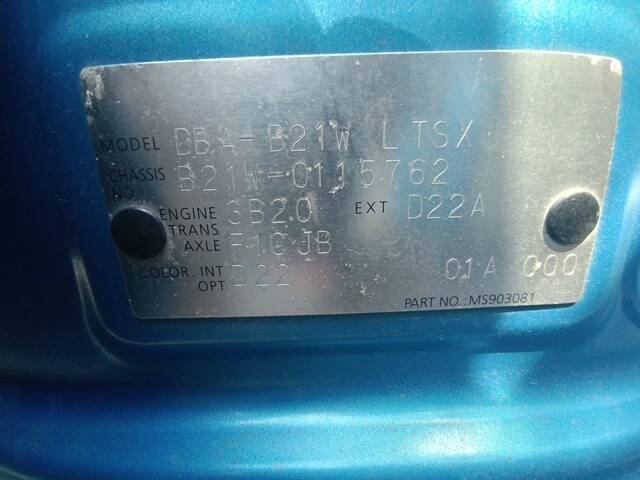 MODEL DBA-B21W LTSX
CHASSIS NO. B21W-0115762
ENGINE 3B20 EXT D22A
TRANS AXLE F1CJB
COLOR. INT OPT D22 01A 000
PART NO.: MS903081